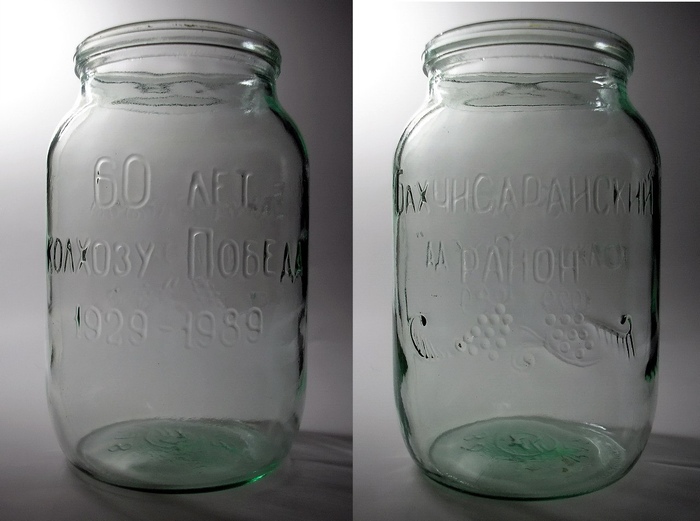 60 ЛЕТ
КОЛХОЗУ ПОБЕДА
1929-1989
БАХЧИСАРАЙСКИЙ
РАЙОН